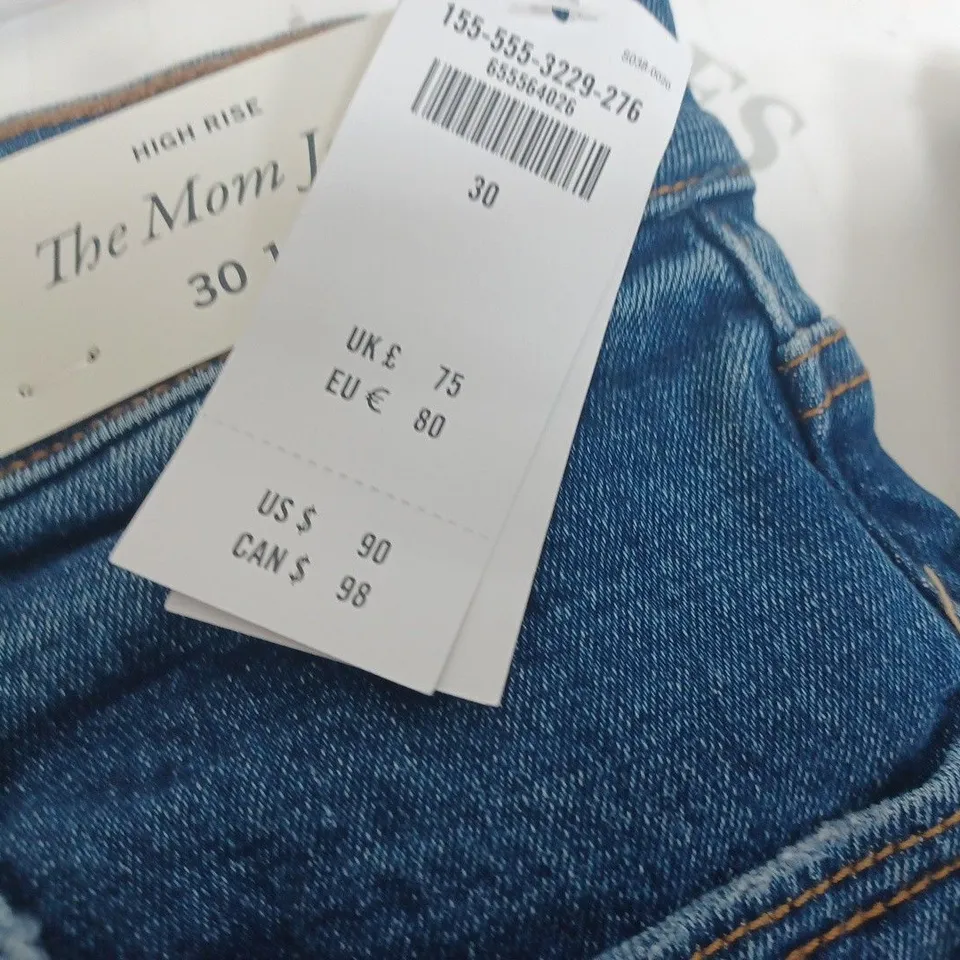 155-555-3229-276
655564026
30
UK £ 75
EU € 80
US $ 90
CAN $ 98
HIGH RISE
The Mom J
30